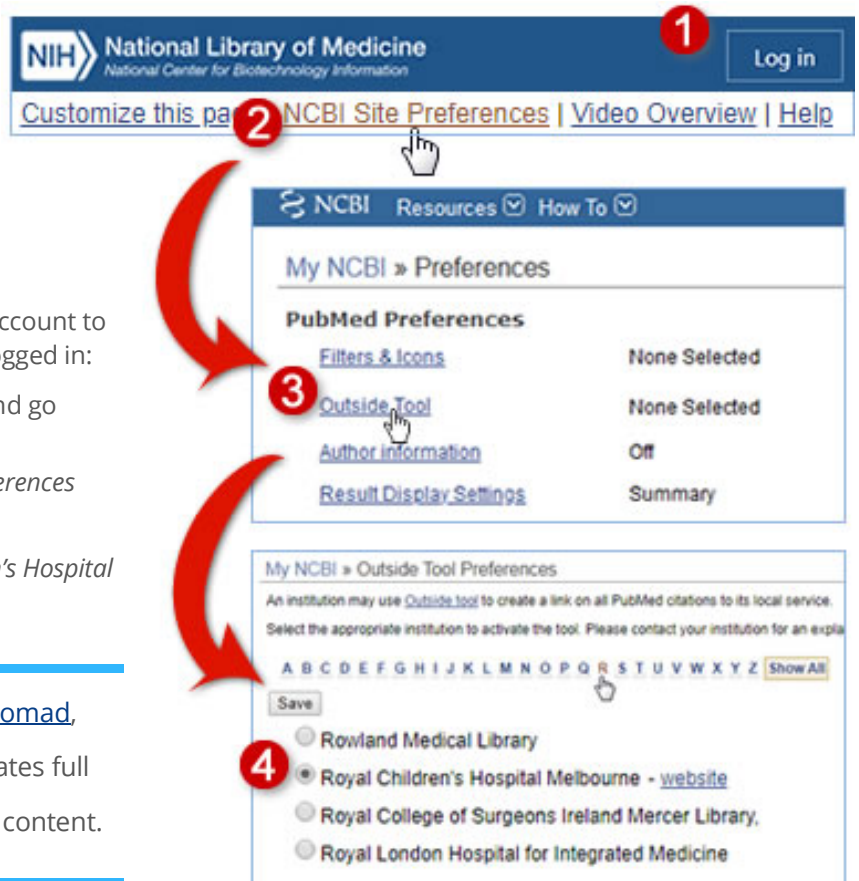 1
NIH National Library of Medicine
National Center for Biotechnology Information
Log in
Customize this pa 2 NCBI Site Preferences | Video Overview | Help
NCBI Resources How To
My NCBI » Preferences
PubMed Preferences
Filters & Icons None Selected
3 Outside Tool None Selected
Author information Off
Result Display Settings Summary
My NCBI » Outside Tool Preferences
An institution may use Outside tool to create a link on all PubMed citations to its local service.
Select the appropriate institution to activate the tool. Please contact your institution for an expla
A B C D E F G H I J K L M N O P Q R S T U V W X Y Z Show All
Save
Rowland Medical Library
4 Royal Children's Hospital Melbourne - website
Royal College of Surgeons Ireland Mercer Library,
Royal London Hospital for Integrated Medicine
ccount to
gged in:
nd go
erences
's Hospital
omad,
ates full
content.